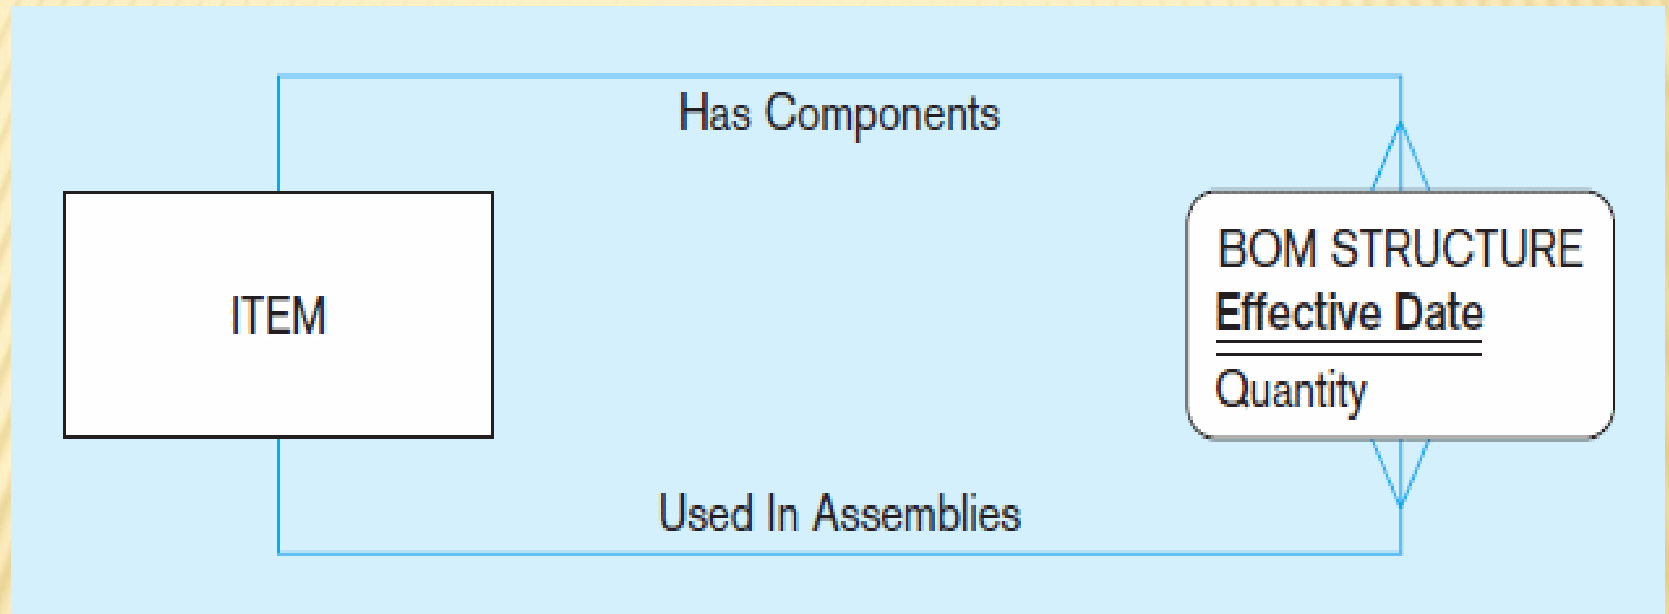 Has Components
ITEM
BOM STRUCTURE
Effective Date
Quantity
Used In Assemblies